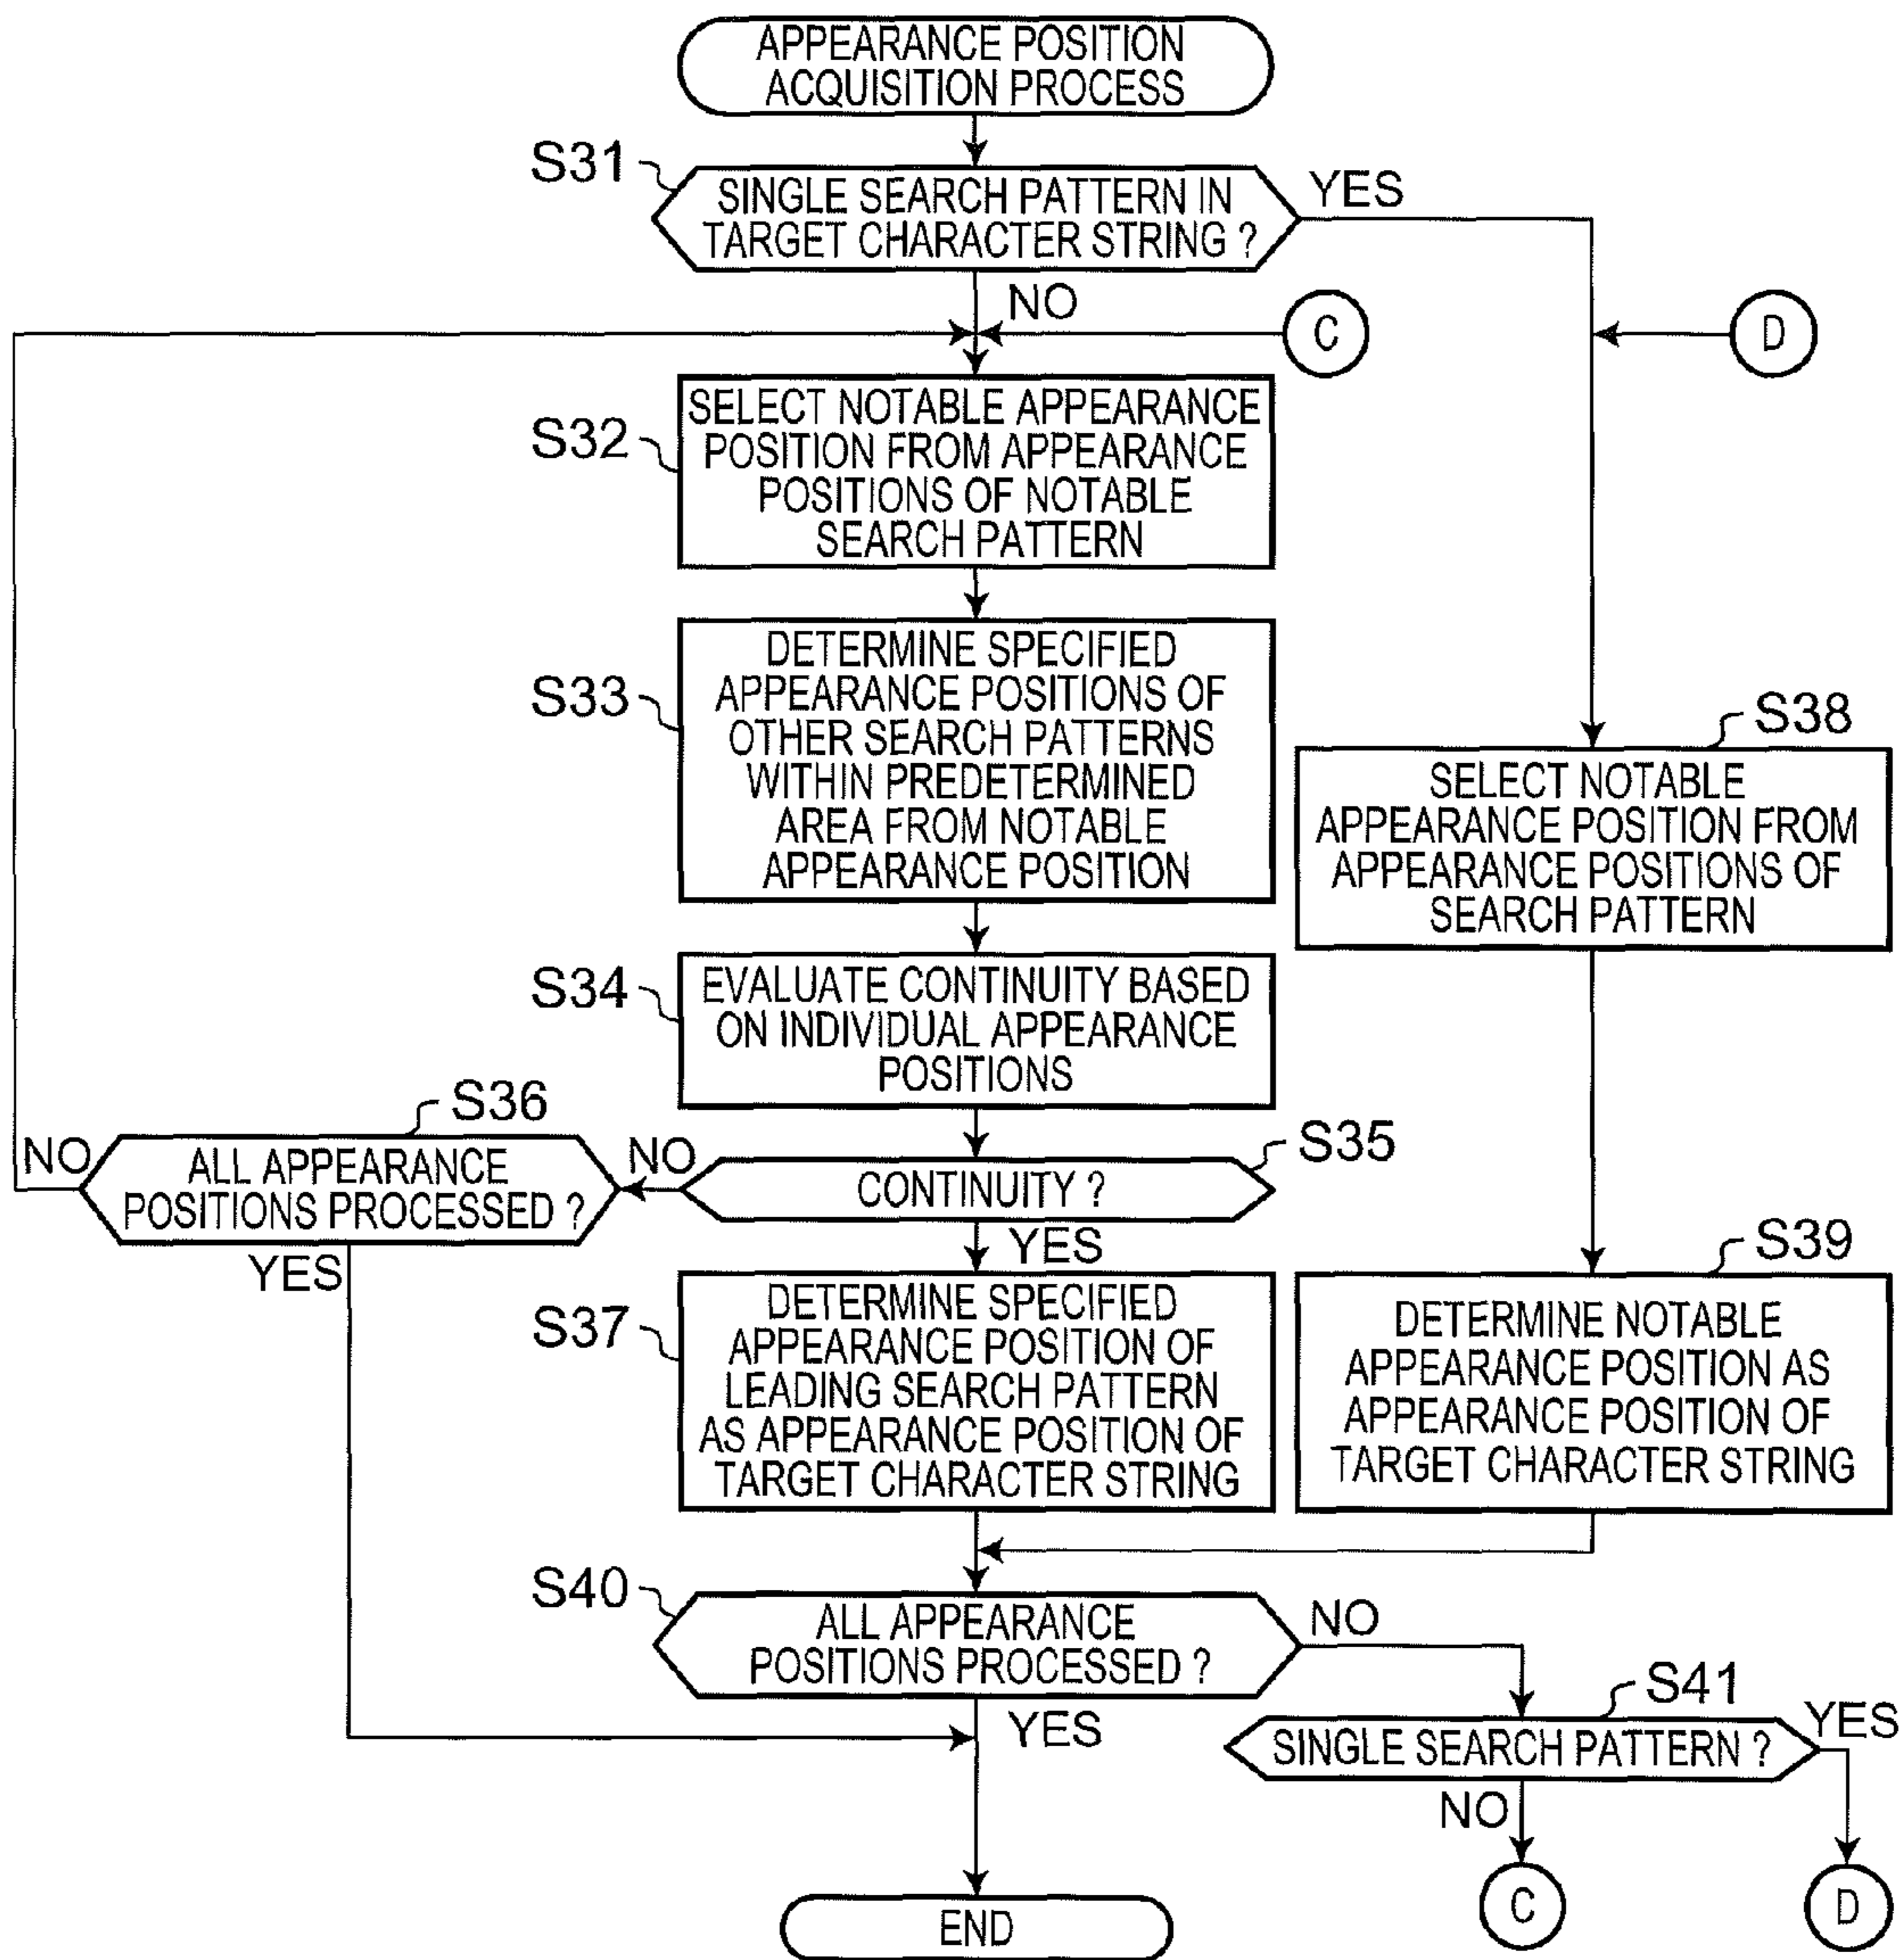 APPEARANCE POSITION
ACQUISITION PROCESS
S31
SINGLE SEARCH PATTERN IN
TARGET CHARACTER STRING ?
YES
NO
C
D
S32
SELECT NOTABLE APPEARANCE
POSITION FROM APPEARANCE
POSITIONS OF NOTABLE
SEARCH PATTERN
S33
DETERMINE SPECIFIED
APPEARANCE POSITIONS OF
OTHER SEARCH PATTERNS
WITHIN PREDETERMINED
AREA FROM NOTABLE
APPEARANCE POSITION
S38
SELECT NOTABLE
APPEARANCE POSITION FROM
APPEARANCE POSITIONS OF
SEARCH PATTERN
S34
EVALUATE CONTINUITY BASED
ON INDIVIDUAL APPEARANCE
POSITIONS
S36
NO
ALL APPEARANCE
POSITIONS PROCESSED ?
YES
NO
S35
CONTINUITY ?
YES
S37
DETERMINE SPECIFIED
APPEARANCE POSITION OF
LEADING SEARCH PATTERN
AS APPEARANCE POSITION OF
TARGET CHARACTER STRING
S39
DETERMINE NOTABLE
APPEARANCE POSITION AS
APPEARANCE POSITION OF
TARGET CHARACTER STRING
S40
ALL APPEARANCE
POSITIONS PROCESSED ?
NO
YES
S41
SINGLE SEARCH PATTERN ?
YES
NO
C
D
END